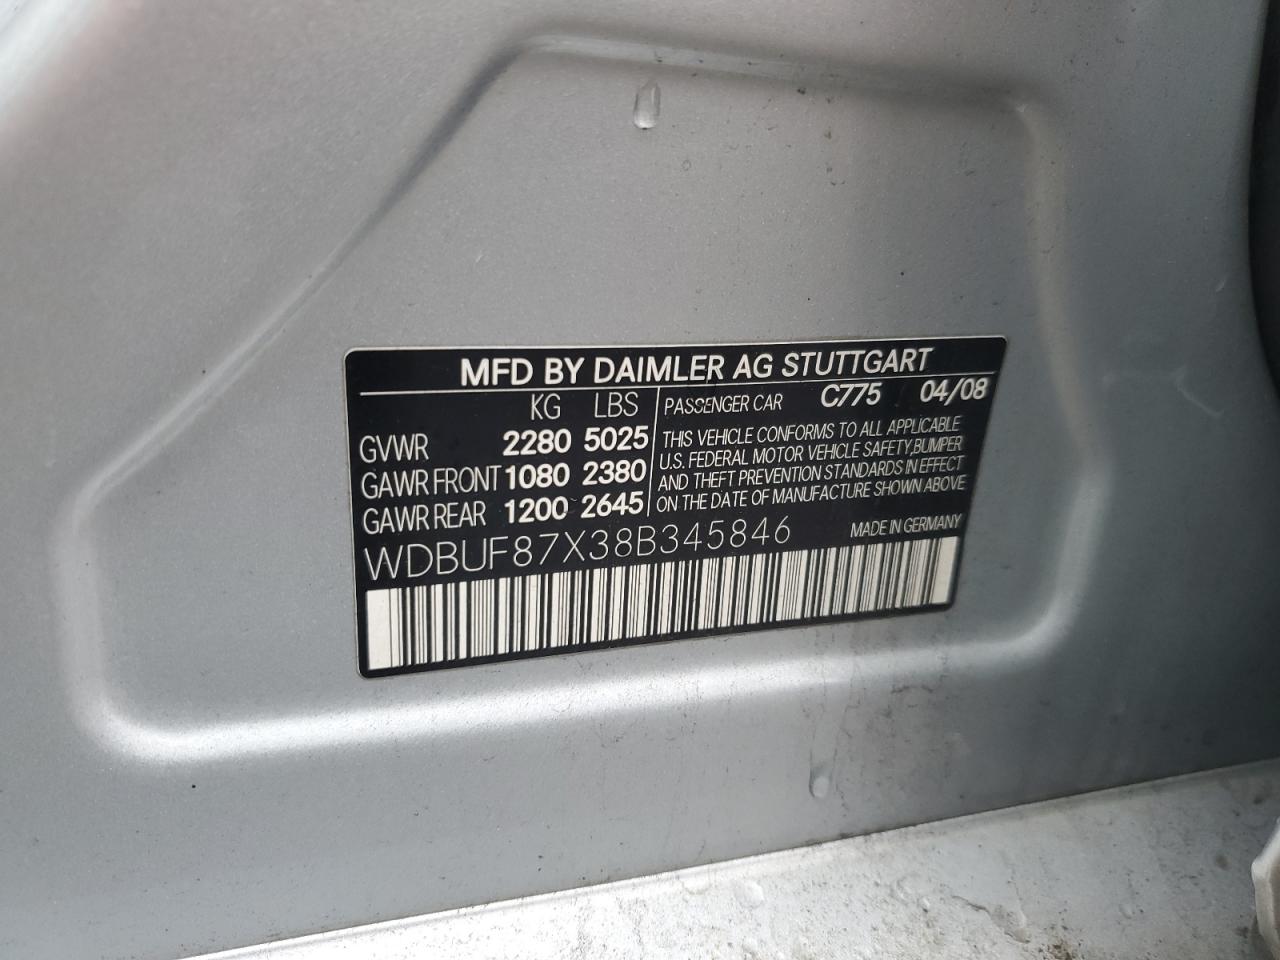 MFD BY DAIMLER AG STUTTGART
KG LBS
GVWR 2280 5025
GAWR FRONT 1080 2380
GAWR REAR 1200 2645
PASSENGER CAR C775 04/08
THIS VEHICLE CONFORMS TO ALL APPLICABLE
U.S. FEDERAL MOTOR VEHICLE SAFETY, BUMPER
AND THEFT PREVENTION STANDARDS IN EFFECT
ON THE DATE OF MANUFACTURE SHOWN ABOVE
WDBUF87X38B345846 MADE IN GERMANY